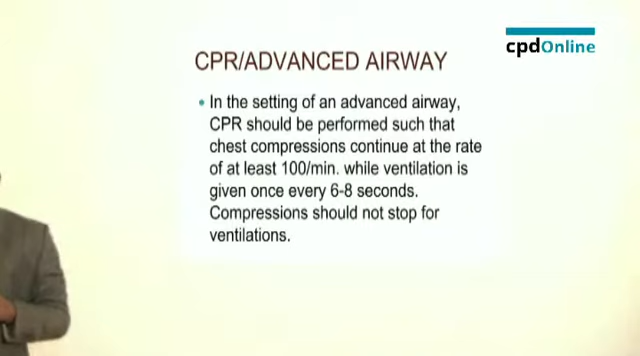 cpdOnline
CPR/ADVANCED AIRWAY
• In the setting of an advanced airway,
CPR should be performed such that
chest compressions continue at the rate
of at least 100/min. while ventilation is
given once every 6-8 seconds.
Compressions should not stop for
ventilations.